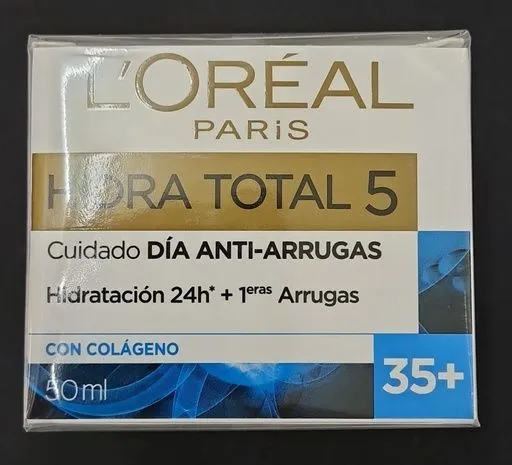 L'ORÉAL
PARiS
HIDRA TOTAL 5
Cuidado DÍA ANTI-ARRUGAS
Hidratación 24h* + 1eras Arrugas
CON COLÁGENO
50ml
35+